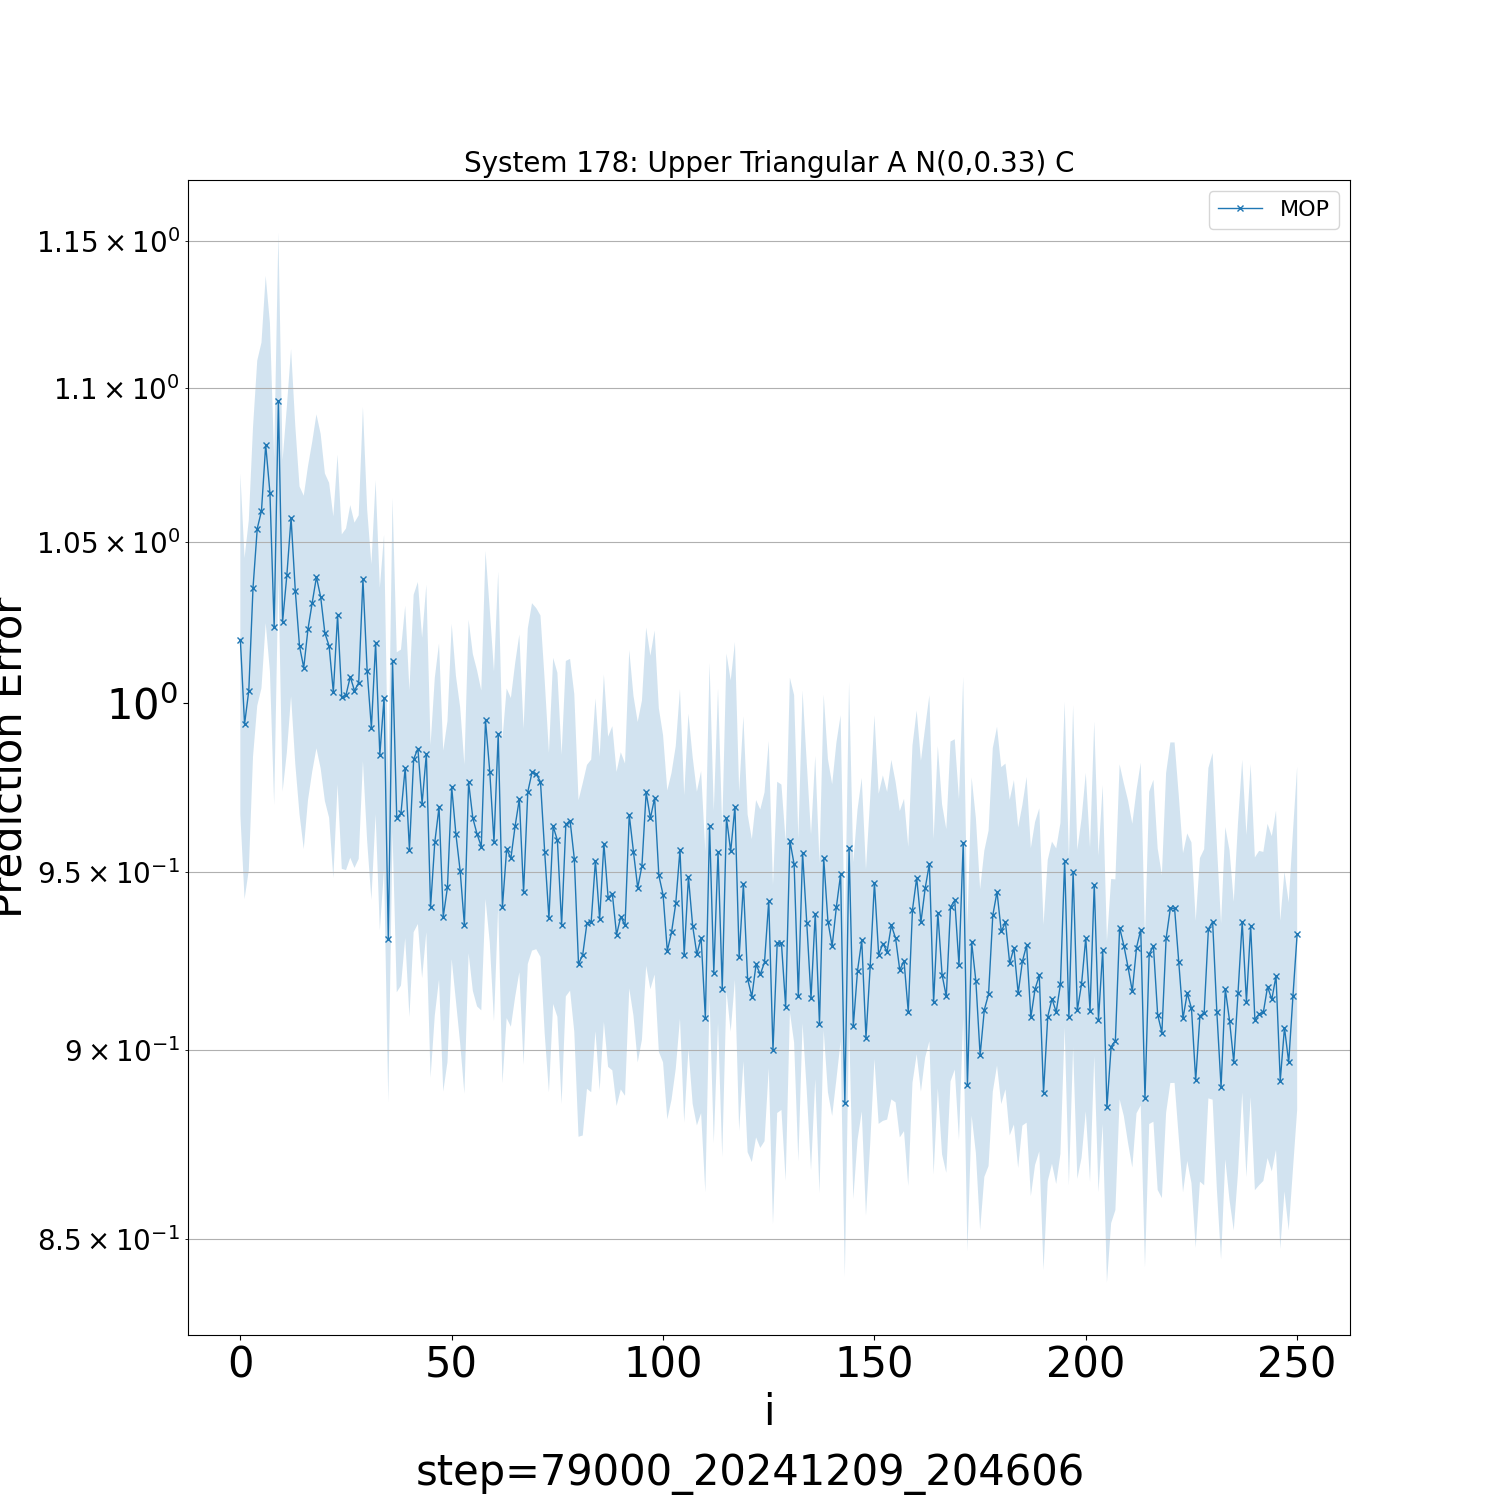 System 178: Upper Triangular A N(0,0.33) C
MOP
1.15 × 10⁰
1.1 × 10⁰
1.05 × 10⁰
10⁰
9.5 × 10⁻¹
9 × 10⁻¹
8.5 × 10⁻¹
Prediction Error
0 50 100 150 200 250
i
step=79000_20241209_204606